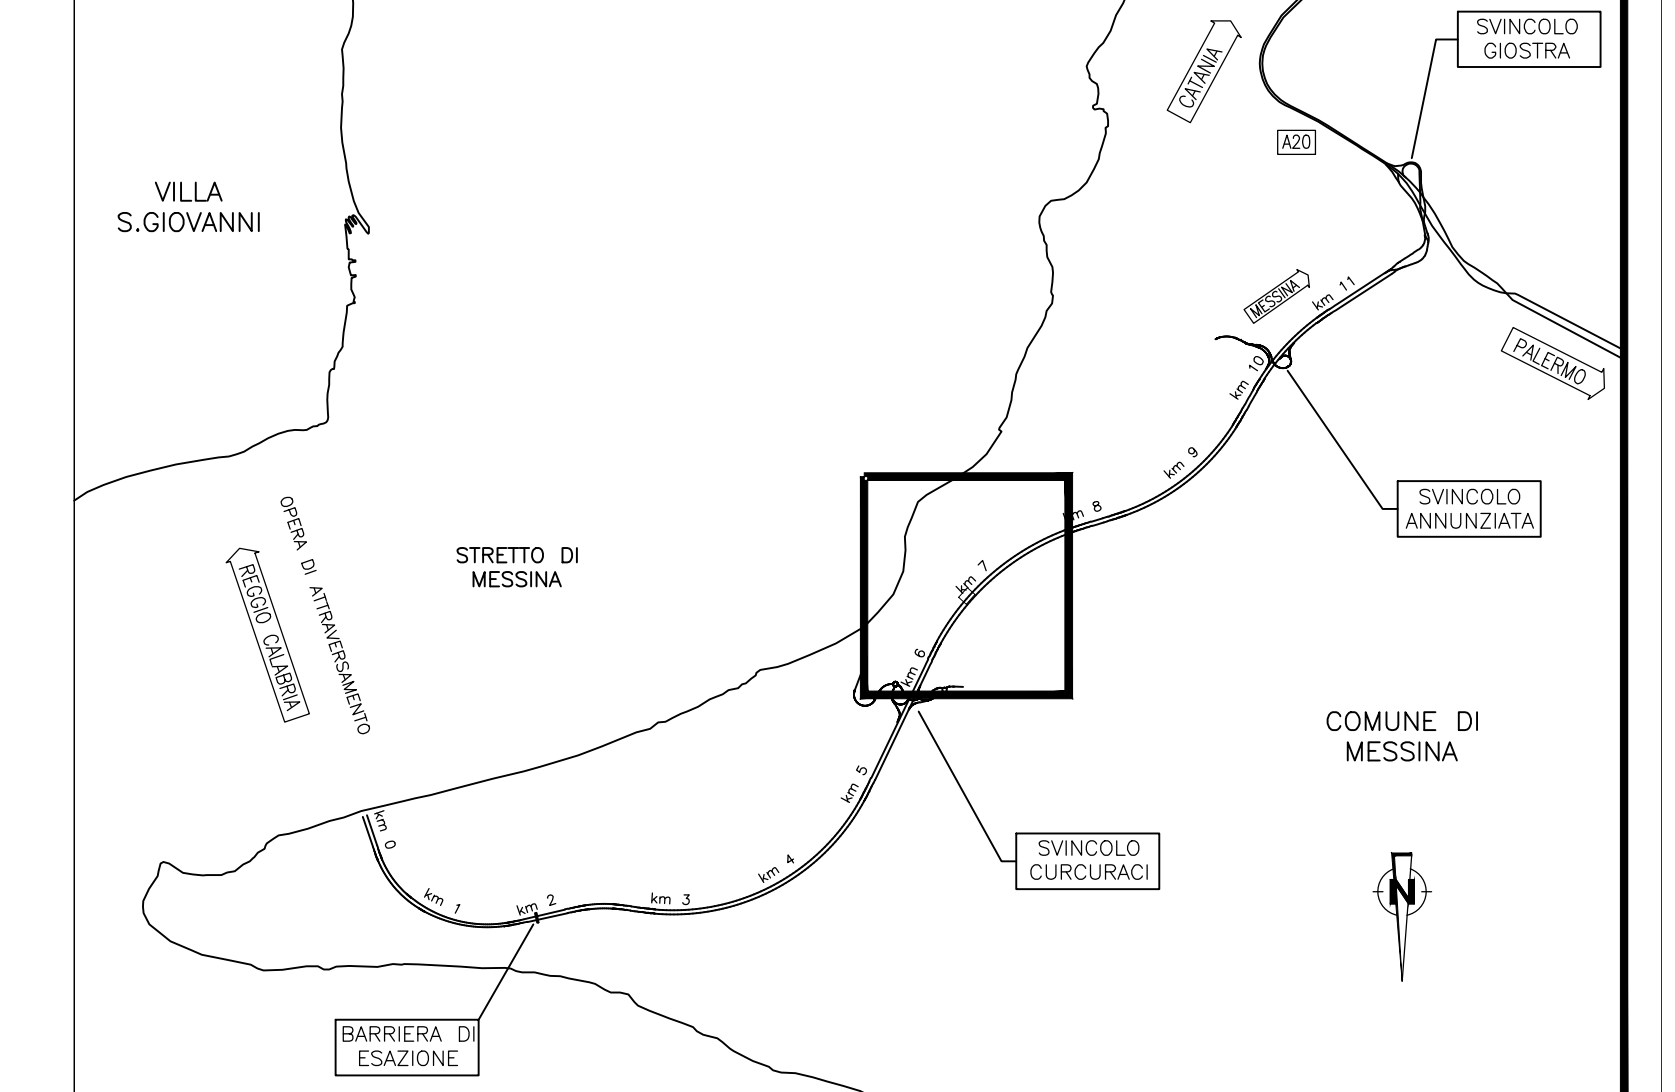 SVINCOLO
GIOSTRA
CATANIA
A20
VILLA
S.GIOVANNI
MESSINA
km 11
PALERMO
km 10
km 9
SVINCOLO
ANNUNZIATA
km 8
OPERA DI ATTRAVERSAMENTO
STRETTO DI
MESSINA
REGGIO CALABRIA
km 7
km 6
COMUNE DI
MESSINA
km 5
km 0
SVINCOLO
CURCURACI
km 4
km 3
km 2
km 1
N
BARRIERA DI
ESAZIONE